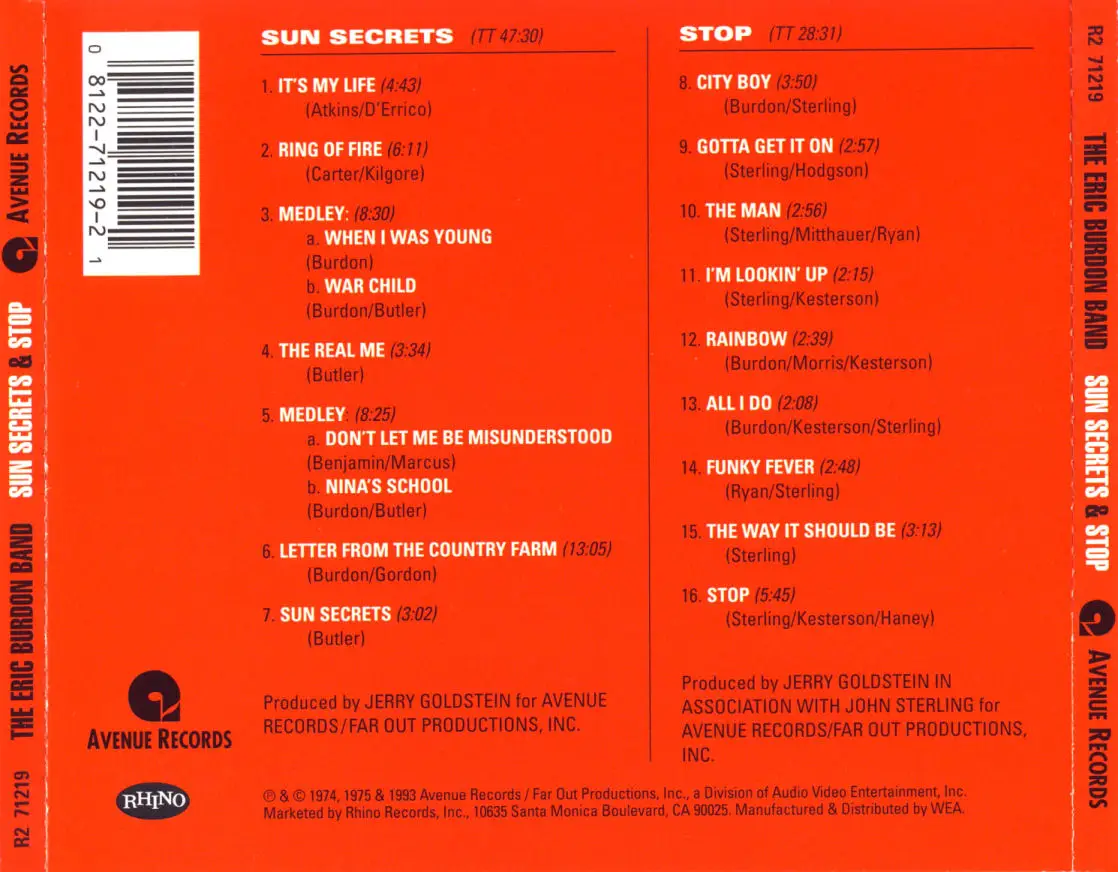 R2 71219 THE ERIC BURDON BAND SUN SECRETS & STOP AVENUE RECORDS
0 8122-71219-2 1
AVENUE RECORDS
RHINO
SUN SECRETS (TT 47:30)
1. IT'S MY LIFE (4:43)
(Atkins/D'Errico)
2. RING OF FIRE (6:11)
(Carter/Kilgore)
3. MEDLEY: (8:30)
a. WHEN I WAS YOUNG
(Burdon)
b. WAR CHILD
(Burdon/Butler)
4. THE REAL ME (3:34)
(Butler)
5. MEDLEY: (8:25)
a. DON'T LET ME BE MISUNDERSTOOD
(Benjamin/Marcus)
b. NINA'S SCHOOL
(Burdon/Butler)
6. LETTER FROM THE COUNTRY FARM (13:05)
(Burdon/Gordon)
7. SUN SECRETS (3:02)
(Butler)
Produced by JERRY GOLDSTEIN for AVENUE
RECORDS/FAR OUT PRODUCTIONS, INC.
STOP (TT 28:31)
8. CITY BOY (3:50)
(Burdon/Sterling)
9. GOTTA GET IT ON (2:57)
(Sterling/Hodgson)
10. THE MAN (2:56)
(Sterling/Mitthauer/Ryan)
11. I'M LOOKIN' UP (2:15)
(Sterling/Kesterson)
12. RAINBOW (2:39)
(Burdon/Morris/Kesterson)
13. ALL I DO (2:08)
(Burdon/Kesterson/Sterling)
14. FUNKY FEVER (2:48)
(Ryan/Sterling)
15. THE WAY IT SHOULD BE (3:13)
(Sterling)
16. STOP (5:45)
(Sterling/Kesterson/Haney)
Produced by JERRY GOLDSTEIN IN
ASSOCIATION WITH JOHN STERLING for
AVENUE RECORDS/FAR OUT PRODUCTIONS,
INC.
℗ & © 1974, 1975 & 1993 Avenue Records / Far Out Productions, Inc., a Division of Audio Video Entertainment, Inc.
Marketed by Rhino Records, Inc., 10635 Santa Monica Boulevard, CA 90025. Manufactured & Distributed by WEA.
R2 71219 THE ERIC BURDON BAND SUN SECRETS & STOP AVENUE RECORDS